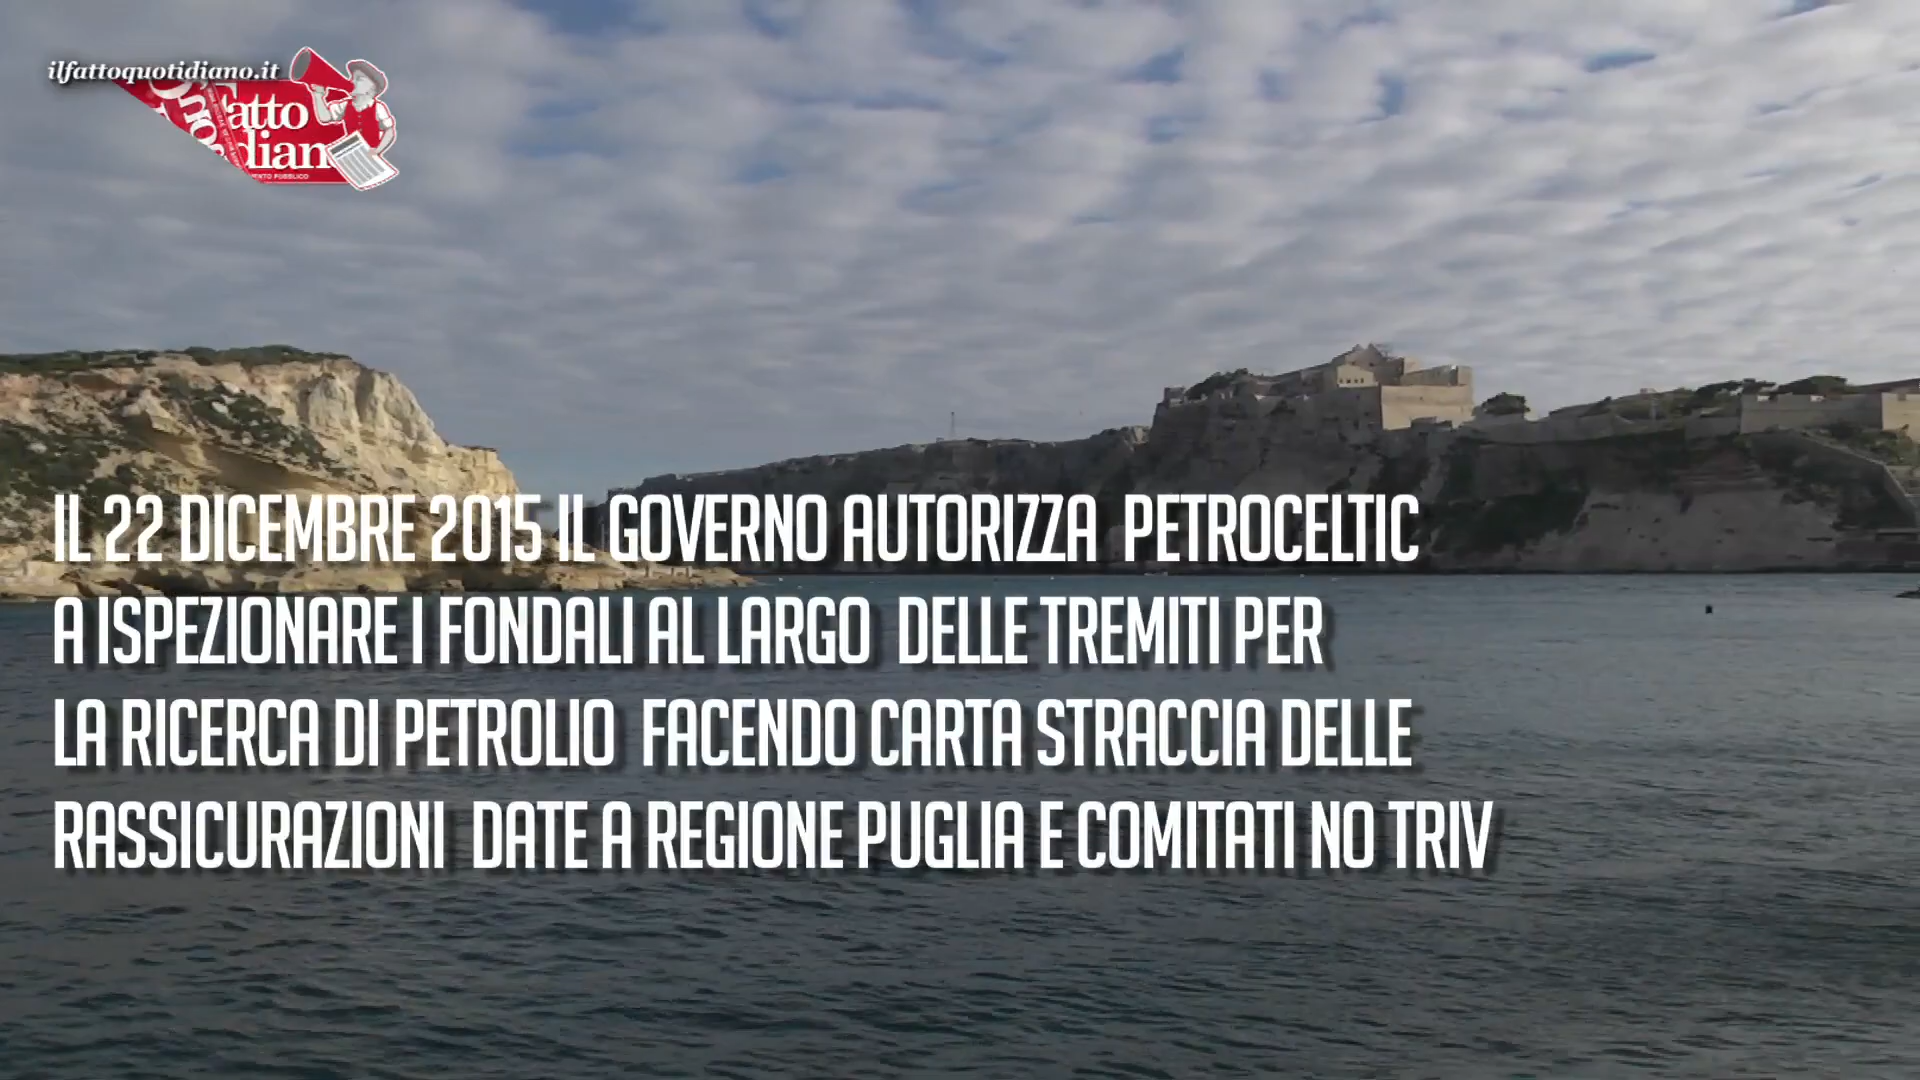 ilfattoquotidiano.it
Fatto
IL 22 DICEMBRE 2015 IL GOVERNO AUTORIZZA PETROCELTIC
A ISPEZIONARE I FONDALI AL LARGO DELLE TREMITI PER
LA RICERCA DI PETROLIO FACENDO CARTA STRACCIA DELLE
RASSICURAZIONI DATE A REGIONE PUGLIA E COMITATI NO TRIV